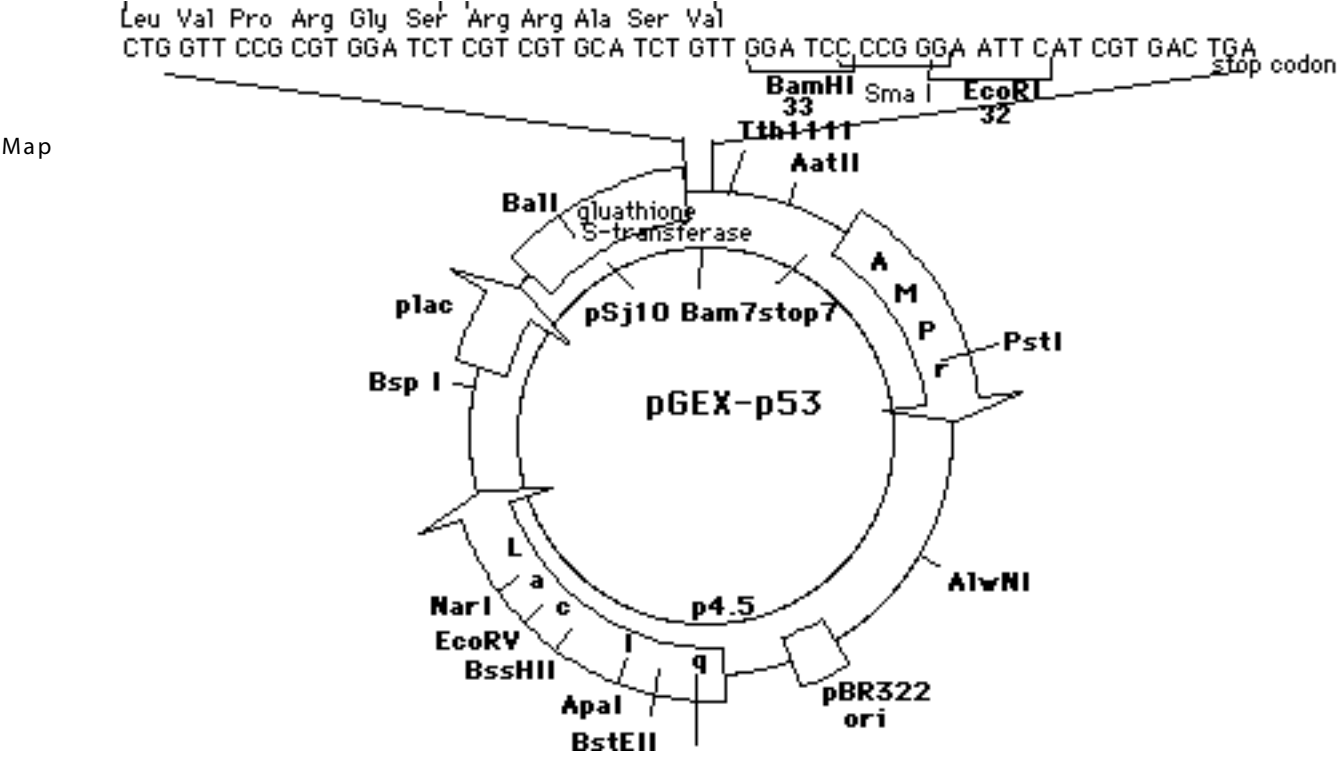 Leu Val Pro Arg Gly Ser Arg Arg Ala Ser Val
CTG GTT CCG CGT GGA TCT CGT CGT GCA TCT GTT GGA TCC CCG GGA ATT CAT CGT GAC TGA
stop codon
BamHI Sma I EcoRI
33 32
Map
Tth111I
AatII
BalI gluathione
S-transferase
A
M
P
r
plac
pSj10 Bam7stop7
PstI
Bsp I
pGEX-p53
L
a
c
I
q
AlwNI
NarI
p4.5
EcoRV
BssHII
pBR322
ori
ApaI
BstEII